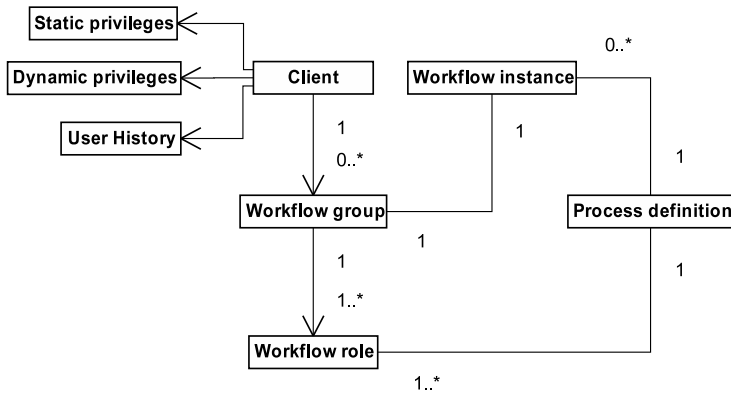 Static privileges
0..*
Dynamic privileges
Client
Workflow instance
1
1
User History
0..*
1
Workflow group
Process definition
1
1
1
1..*
Workflow role
1..*